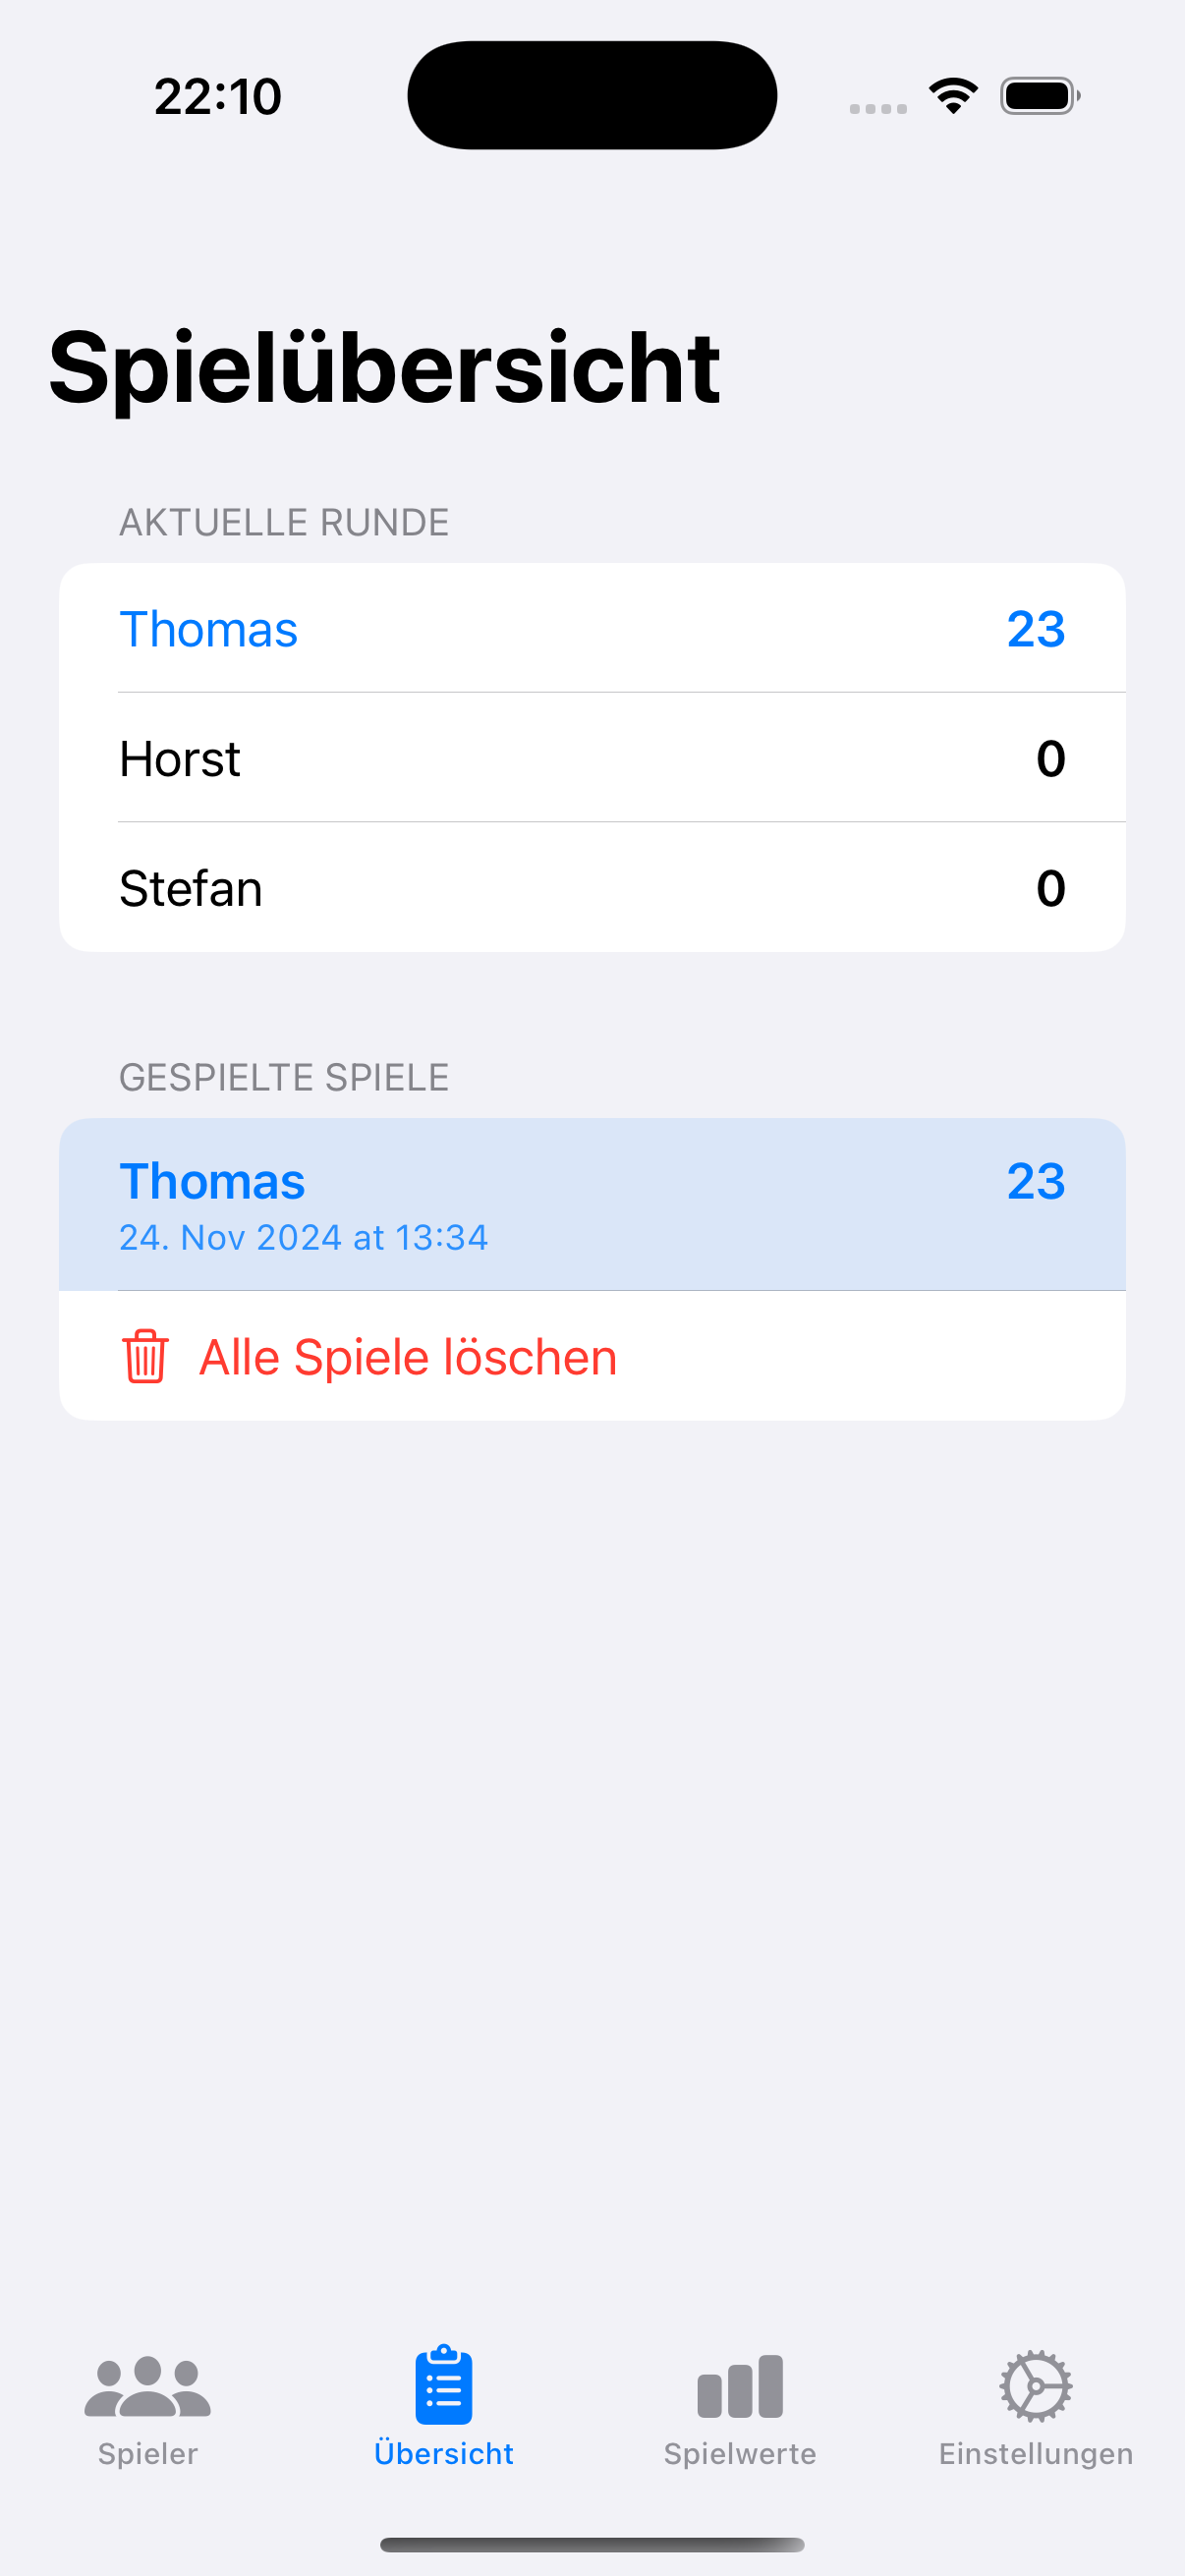 22:10
Spielübersicht
AKTUELLE RUNDE
Thomas 23
Horst 0
Stefan 0
GESPIELTE SPIELE
Thomas 23
24. Nov 2024 at 13:34
Alle Spiele löschen
Spieler Übersicht Spielwerte Einstellungen